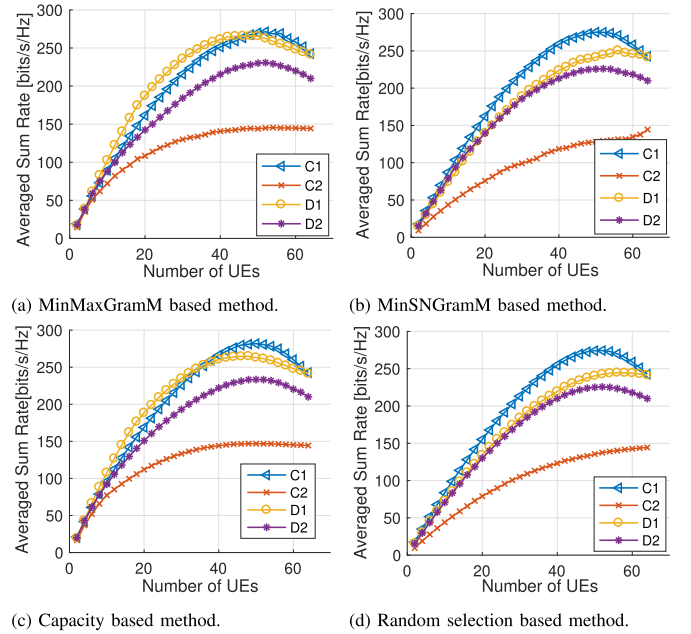 300
250
200
150
100
50
0
Averaged Sum Rate [bits/s/Hz]
0 20 40 60
Number of UEs
C1
C2
D1
D2
(a) MinMaxGramM based method.
300
250
200
150
100
50
0
Averaged Sum Rate[bits/s/Hz]
0 20 40 60
Number of UEs
C1
C2
D1
D2
(b) MinSNGramM based method.
300
250
200
150
100
50
0
Averaged Sum Rate[bits/s/Hz]
0 20 40 60
Number of UEs
C1
C2
D1
D2
(c) Capacity based method.
300
250
200
150
100
50
0
Averaged Sum Rate [bits/s/Hz]
0 20 40 60
Number of UEs
C1
C2
D1
D2
(d) Random selection based method.